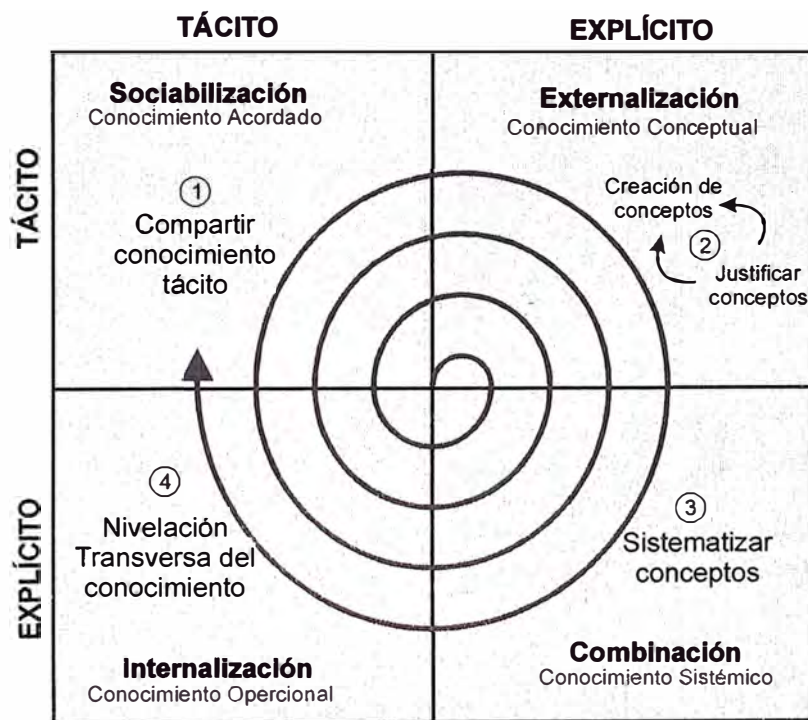 TÁCITO
EXPLÍCITO
TÁCITO
Sociabilización
Conocimiento Acordado
1
Compartir
conocimiento
tácito
Externalización
Conocimiento Conceptual
Creación de
conceptos
2
Justificar
conceptos
EXPLÍCITO
4
Nivelación
Transversa del
conocimiento
Internalización
Conocimiento Opercional
3
Sistematizar
conceptos
Combinación
Conocimiento Sistémico